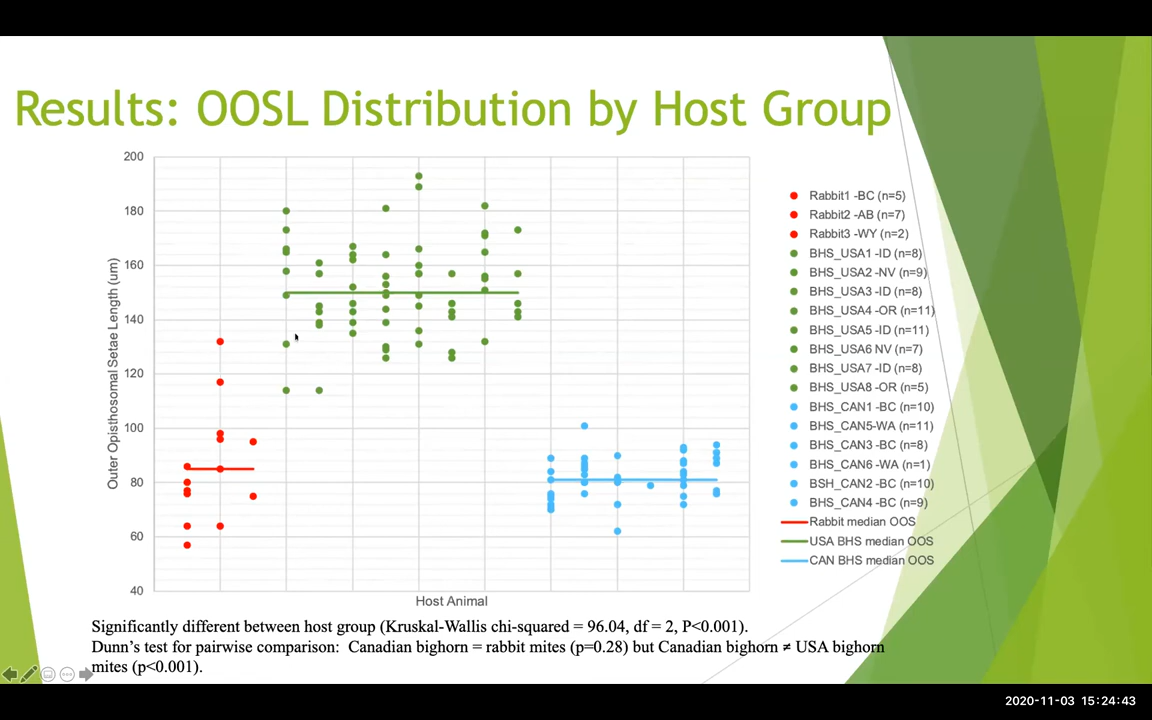 Results: OOSL Distribution by Host Group
200
180
160
140
120
100
80
60
40
Outer Opisthosomal Setae Length (um)
Host Animal
Rabbit1 -BC (n=5)
Rabbit2 -AB (n=7)
Rabbit3 -WY (n=2)
BHS_USA1 -ID (n=8)
BHS_USA2 -NV (n=9)
BHS_USA3 -ID (n=8)
BHS_USA4 -OR (n=11)
BHS_USA5 -ID (n=11)
BHS_USA6 NV (n=7)
BHS_USA7 -ID (n=8)
BHS_USA8 -OR (n=5)
BHS_CAN1 -BC (n=10)
BHS_CAN5-WA (n=11)
BHS_CAN3 -BC (n=8)
BHS_CAN6 -WA (n=1)
BSH_CAN2 -BC (n=10)
BHS_CAN4 -BC (n=9)
Rabbit median OOS
USA BHS median OOS
CAN BHS median OOS
Significantly different between host group (Kruskal-Wallis chi-squared = 96.04, df = 2, P<0.001).
Dunn's test for pairwise comparison:  Canadian bighorn = rabbit mites (p=0.28) but Canadian bighorn ≠ USA bighorn
mites (p<0.001).
2020-11-03 15:24:43